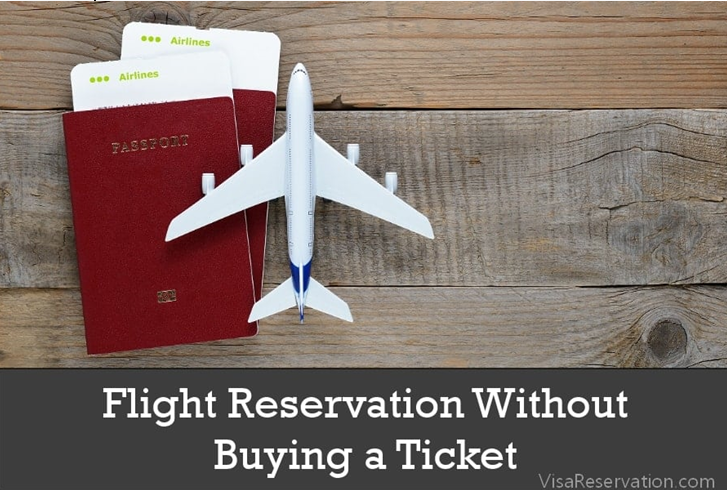 Airlines
Airlines
PASSPORT
Flight Reservation Without
Buying a Ticket
VisaReservation.com